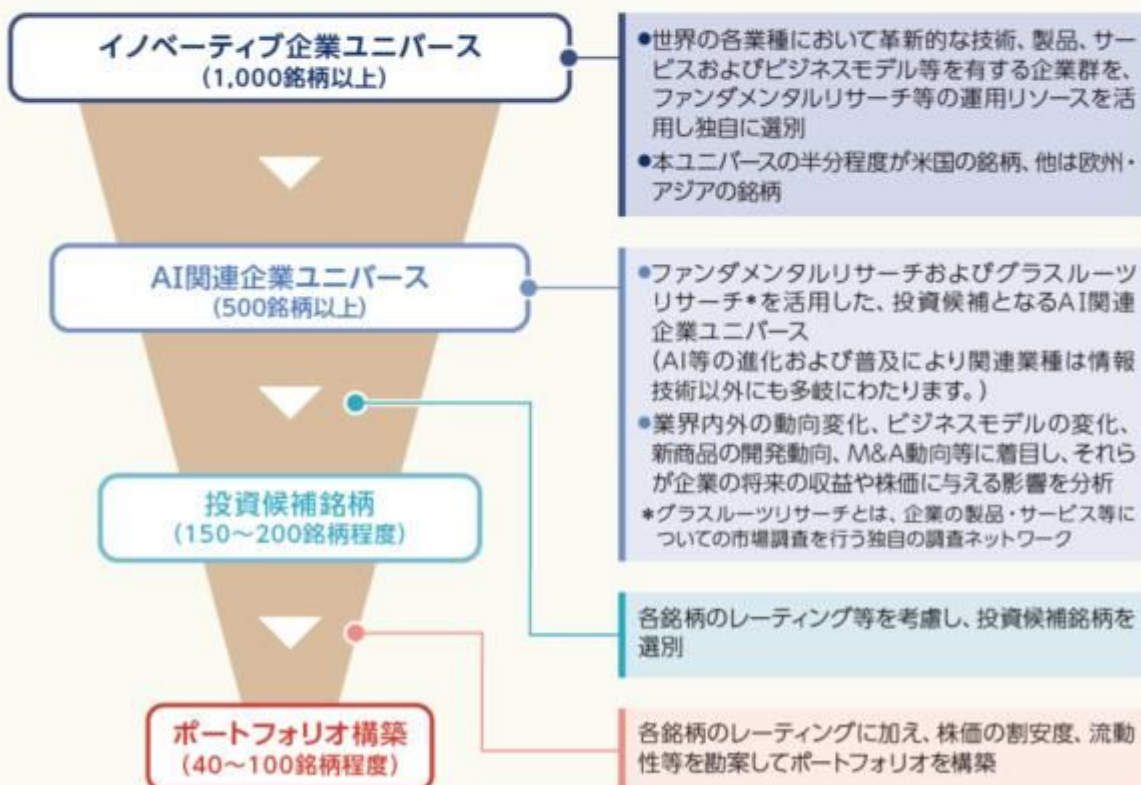 イノベーティブ企業ユニバース
(1,000銘柄以上)
●世界の各業種において革新的な技術、製品、サー
ビスおよびビジネスモデル等を有する企業群を、
ファンダメンタルリサーチ等の運用リソースを活
用し独自に選別
●本ユニバースの半分程度が米国の銘柄、他は欧州・
アジアの銘柄
AI関連企業ユニバース
(500銘柄以上)
●ファンダメンタルリサーチおよびグラスルーツ
リサーチ*を活用した、投資候補となるAI関連
企業ユニバース
(AI等の進化および普及により関連業種は情報
技術以外にも多岐にわたります。)
●業界内外の動向変化、ビジネスモデルの変化、
新商品の開発動向、M&A動向等に着目し、それら
が企業の将来の収益や株価に与える影響を分析
*グラスルーツリサーチとは、企業の製品・サービス等に
ついての市場調査を行う独自の調査ネットワーク
投資候補銘柄
(150～200銘柄程度)
各銘柄のレーティング等を考慮し、投資候補銘柄を
選別
ポートフォリオ構築
(40～100銘柄程度)
各銘柄のレーティングに加え、株価の割安度、流動
性等を勘案してポートフォリオを構築